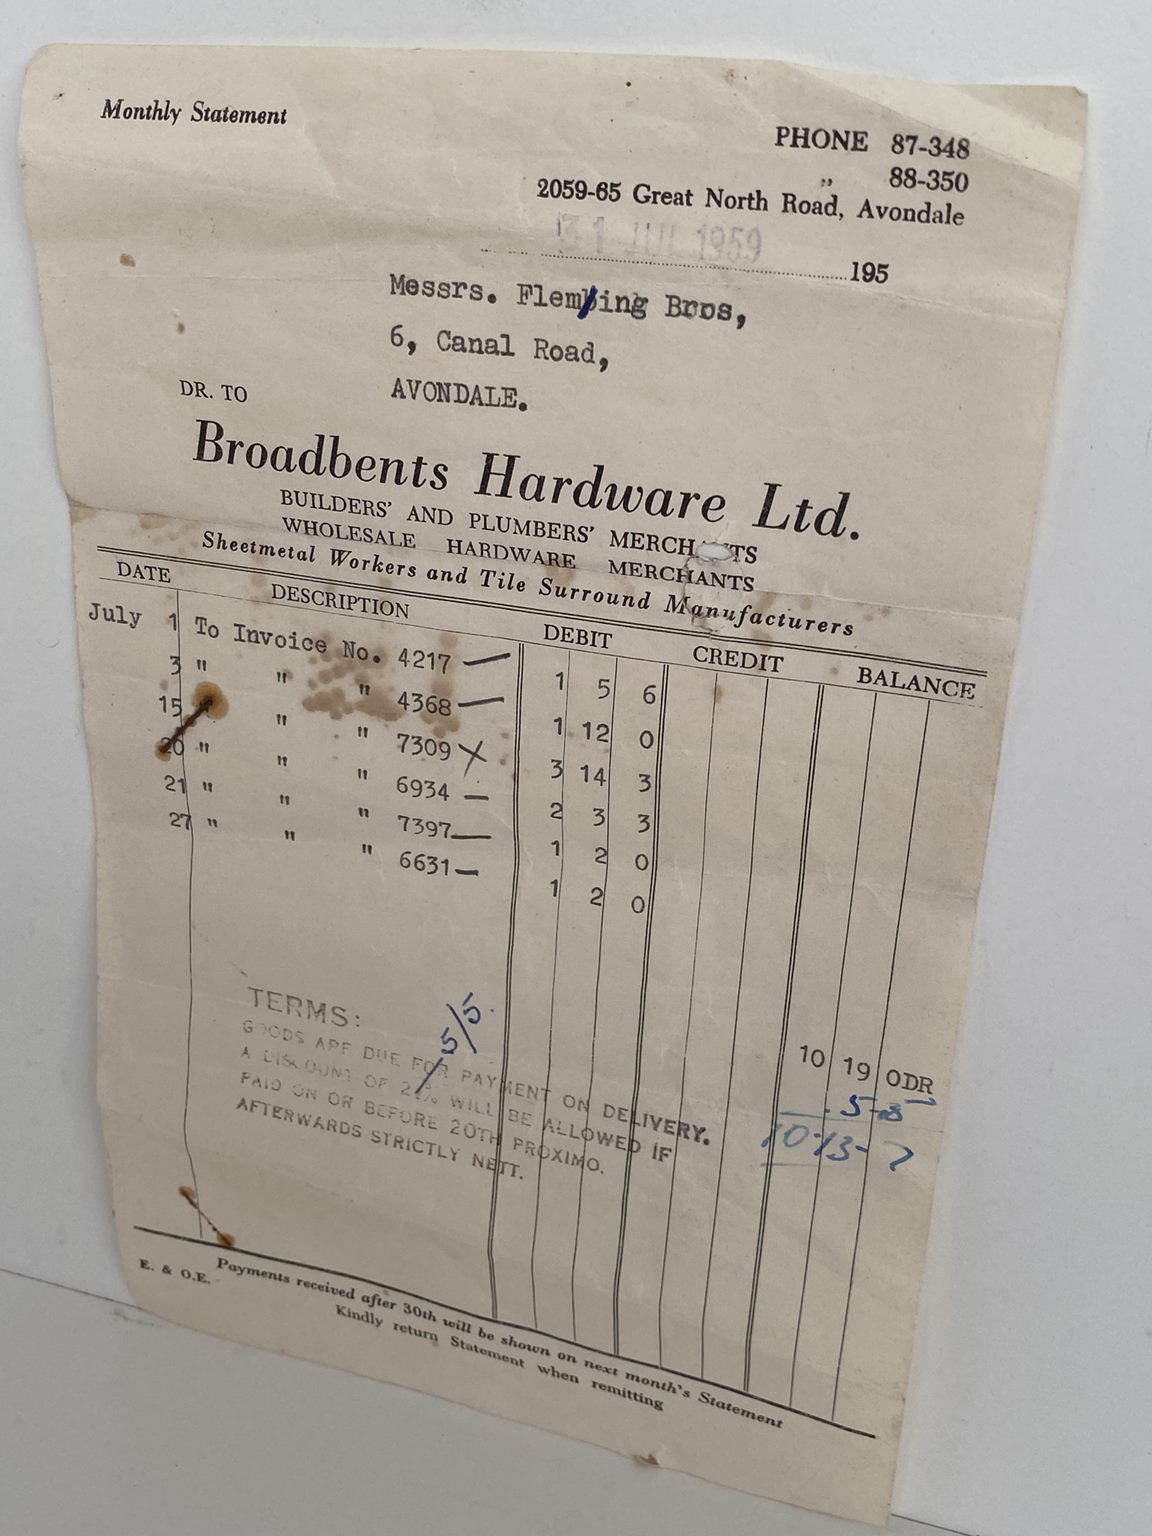 Monthly Statement
PHONE 87-348
„ 88-350
2059-65 Great North Road, Avondale
31 JUL 1959
195
Messrs. Fleming Bros,
6, Canal Road,
AVONDALE.
DR. TO
Broadbents Hardware Ltd.
BUILDERS' AND PLUMBERS' MERCHANTS
WHOLESALE HARDWARE MERCHANTS
Sheetmetal Workers and Tile Surround Manufacturers
DATE DESCRIPTION DEBIT CREDIT BALANCE
July 1 To Invoice No. 4217 — 1 5 6
3 " " " 4368 — 1 12 0
15 " " " 7309 X 3 14 3
20 " " " 6934 — 2 3 3
21 " " " 7397 — 1 2 0
27 " " " 6631 — 1 2 0
10 19 0DR
5/5.
5-5
10-13-7
TERMS:
GOODS ARE DUE FOR PAYMENT ON DELIVERY.
A DISCOUNT OF 2½% WILL BE ALLOWED IF
PAID ON OR BEFORE 20TH PROXIMO.
AFTERWARDS STRICTLY NETT.
E. & O.E.
Payments received after 30th will be shown on next month's Statement
Kindly return Statement when remitting